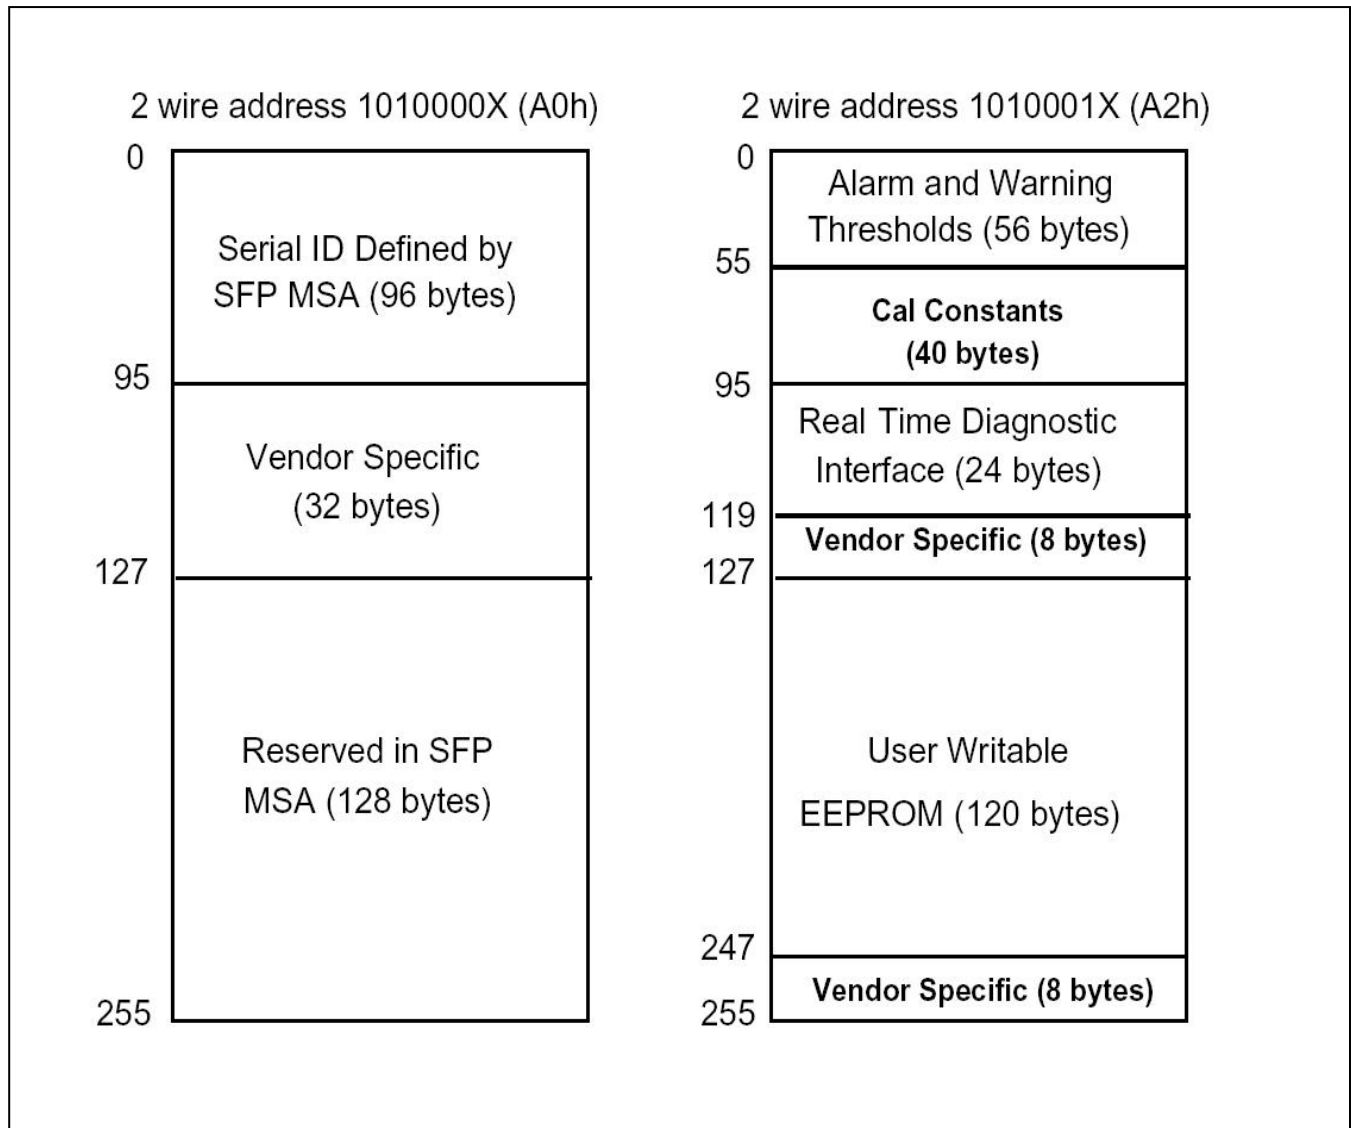 2 wire address 1010000X (A0h)
0
Serial ID Defined by
SFP MSA (96 bytes)
95
Vendor Specific
(32 bytes)
127
Reserved in SFP
MSA (128 bytes)
255
2 wire address 1010001X (A2h)
0
Alarm and Warning
Thresholds (56 bytes)
55
Cal Constants
(40 bytes)
95
Real Time Diagnostic
Interface (24 bytes)
119
Vendor Specific (8 bytes)
127
User Writable
EEPROM (120 bytes)
247
Vendor Specific (8 bytes)
255